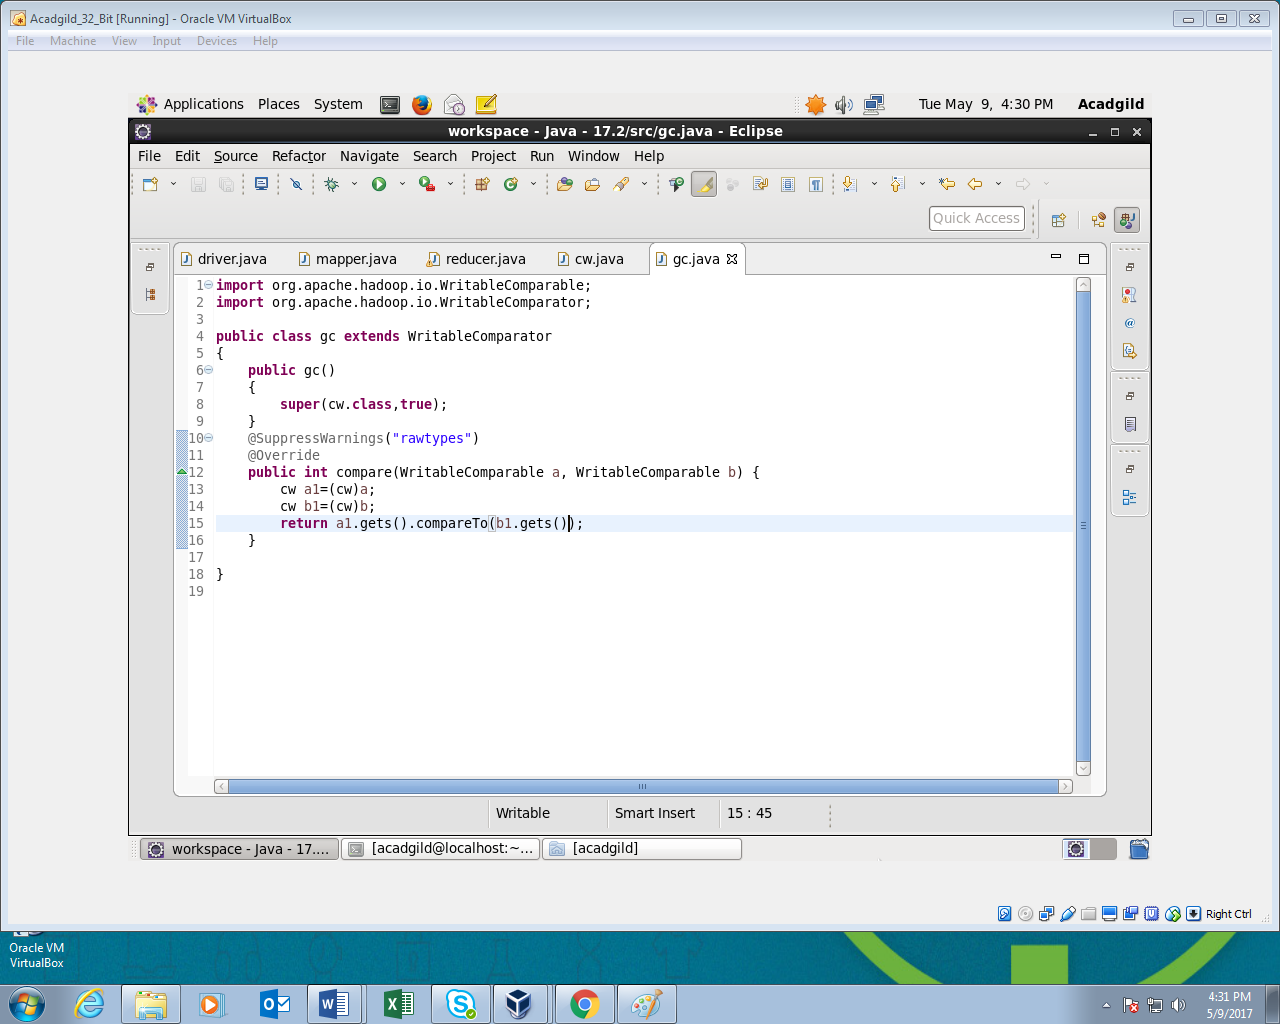 Acadgild_32_Bit [Running] - Oracle VM VirtualBox
File Machine View Input Devices Help
Applications Places System Tue May 9, 4:30 PM Acadgild
workspace - Java - 17.2/src/gc.java - Eclipse
File Edit Source Refactor Navigate Search Project Run Window Help
Quick Access
driver.java mapper.java reducer.java cw.java gc.java
1 import org.apache.hadoop.io.WritableComparable;
2 import org.apache.hadoop.io.WritableComparator;
3
4 public class gc extends WritableComparator
5 {
6 public gc()
7 {
8 super(cw.class,true);
9 }
10 @SuppressWarnings("rawtypes")
11 @Override
12 public int compare(WritableComparable a, WritableComparable b) {
13 cw a1=(cw)a;
14 cw b1=(cw)b;
15 return a1.gets().compareTo(b1.gets());
16 }
17
18 }
19
Writable Smart Insert 15 : 45
workspace - Java - 17.... [acadgild@localhost:~... [acadgild]
Right Ctrl
Oracle VM
VirtualBox
4:31 PM
5/9/2017